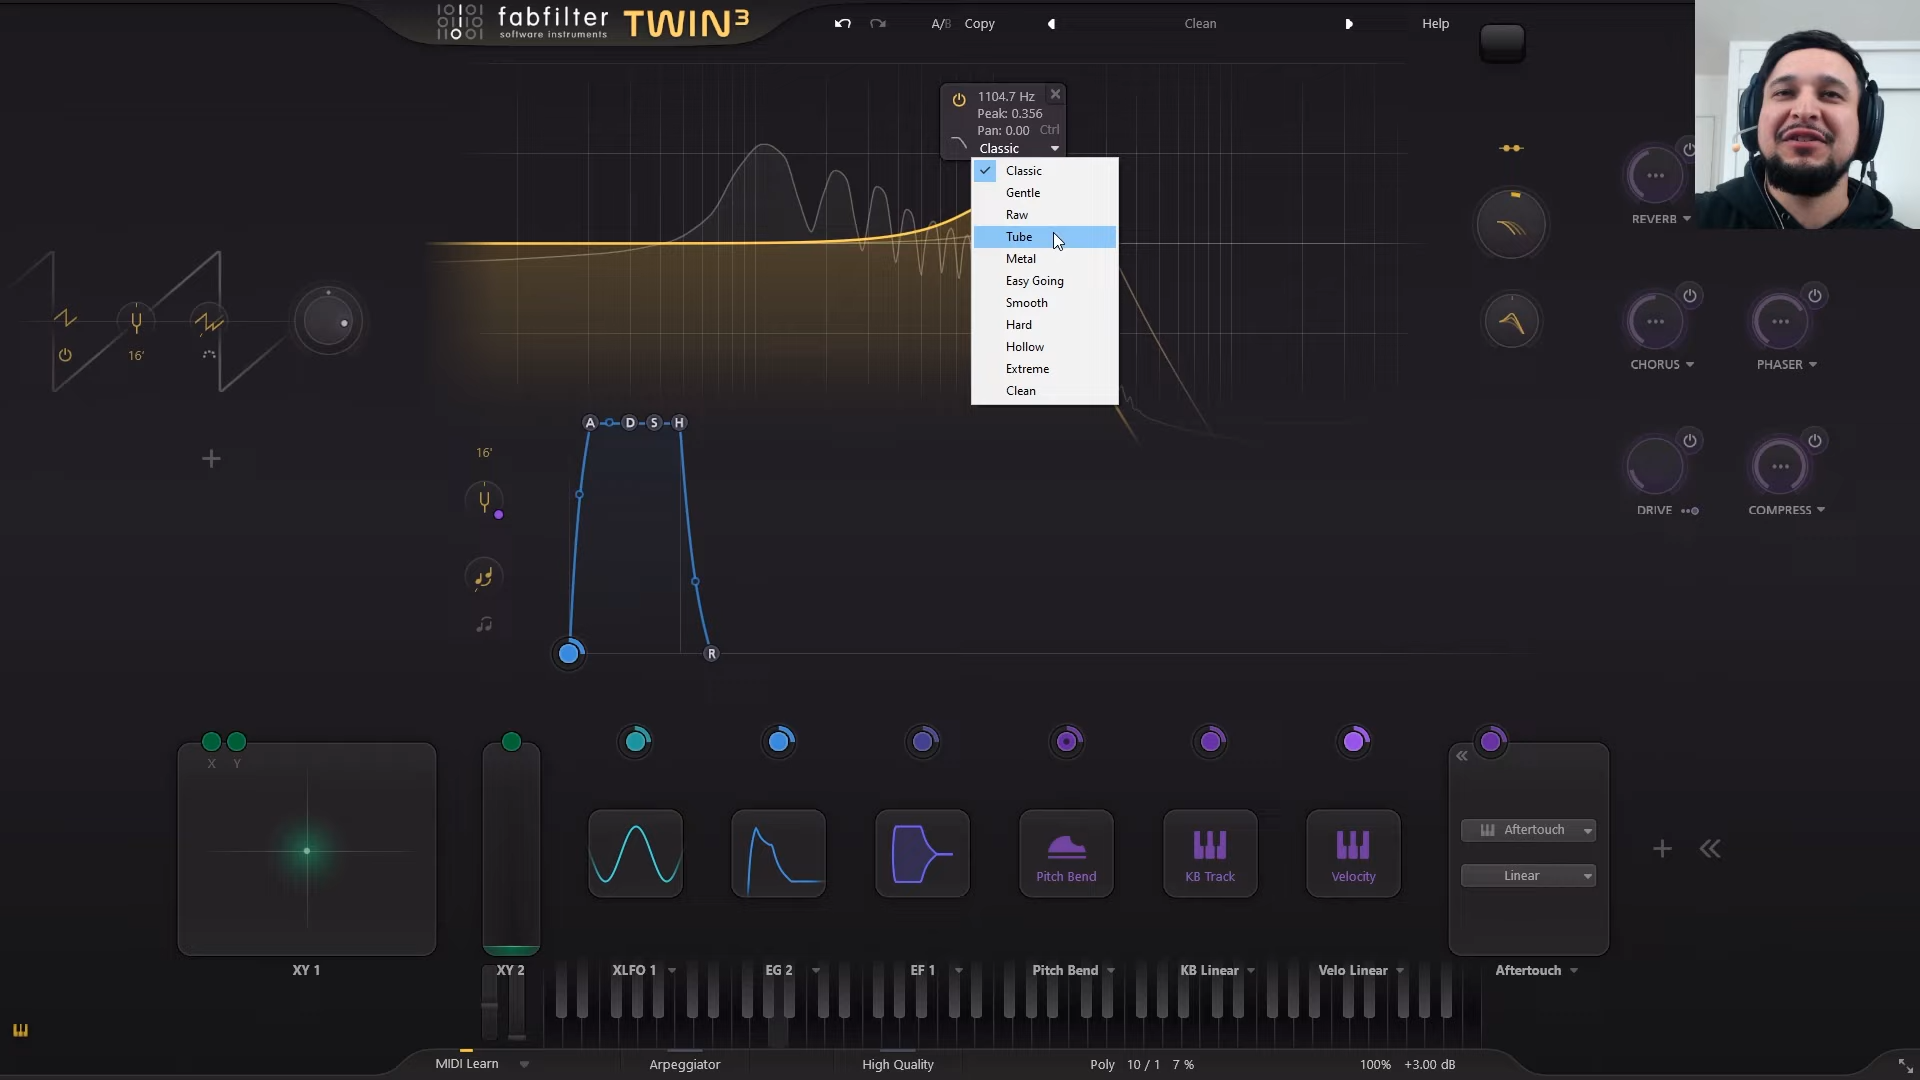 fabfilter
software instruments
TWIN3
A/B
Copy
Clean
Help
1104.7 Hz
Peak: 0.356
Pan: 0.00
Ctrl
Classic
Classic
Gentle
Raw
Tube
Metal
Easy Going
Smooth
Hard
Hollow
Extreme
Clean
REVERB
CHORUS
PHASER
DRIVE
COMPRESS
16'
A
D
S
H
16'
R
X
Y
Pitch Bend
KB Track
Velocity
Aftertouch
Linear
XY 1
XY 2
XLFO 1
EG 2
EF 1
Pitch Bend
KB Linear
Velo Linear
Aftertouch
MIDI Learn
Arpeggiator
High Quality
Poly
10 / 1
7 %
100%
+3.00 dB